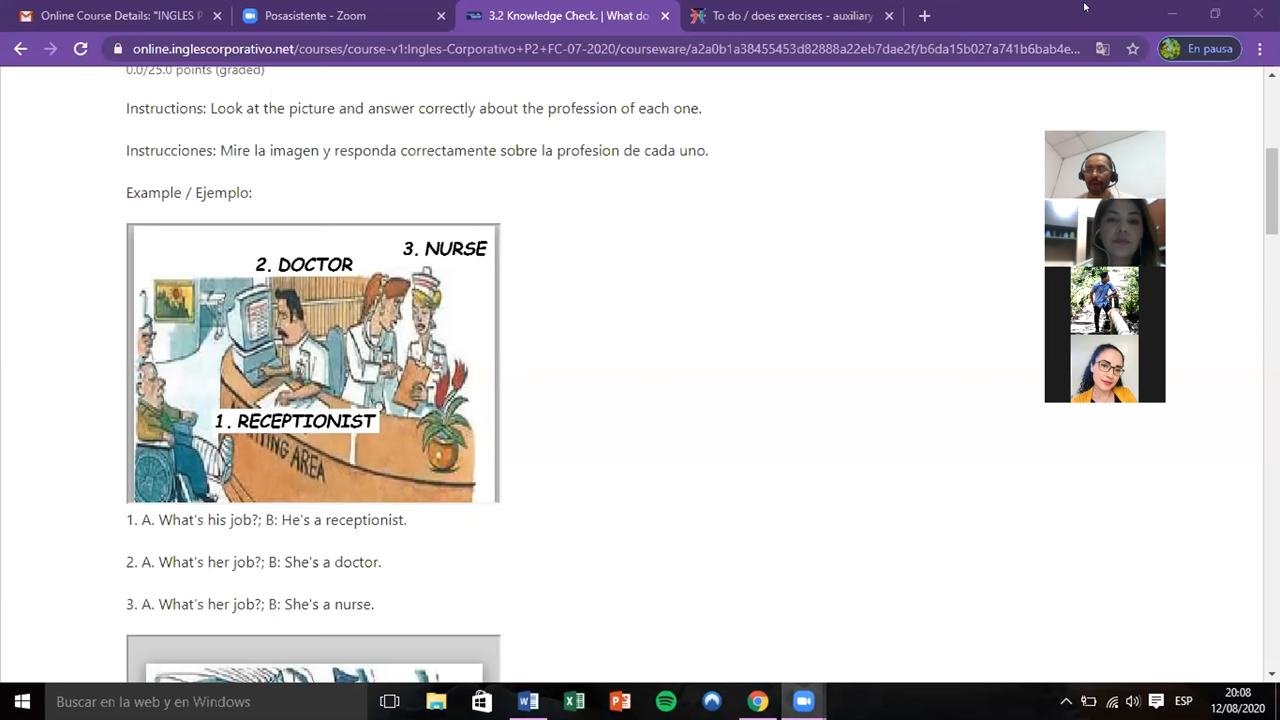 Online Course Details: "INGLES P
Posasistente - Zoom
3.2 Knowledge Check. | What do
To do / does exercises - auxiliary
online.inglescorporativo.net/courses/course-v1:Ingles-Corporativo+P2+FC-07-2020/courseware/a2a0b1a38455453d82888a22eb7dae2f/b6da15b027a741b6bab4e...
En pausa
0.0/25.0 points (graded)
Instructions: Look at the picture and answer correctly about the profession of each one.
Instrucciones: Mire la imagen y responda correctamente sobre la profesion de cada uno.
Example / Ejemplo:
3. NURSE
2. DOCTOR
1. RECEPTIONIST
WAITING AREA
1. A. What's his job?; B: He's a receptionist.
2. A. What's her job?; B: She's a doctor.
3. A. What's her job?; B: She's a nurse.
Buscar en la web y en Windows
ESP
20:08
12/08/2020